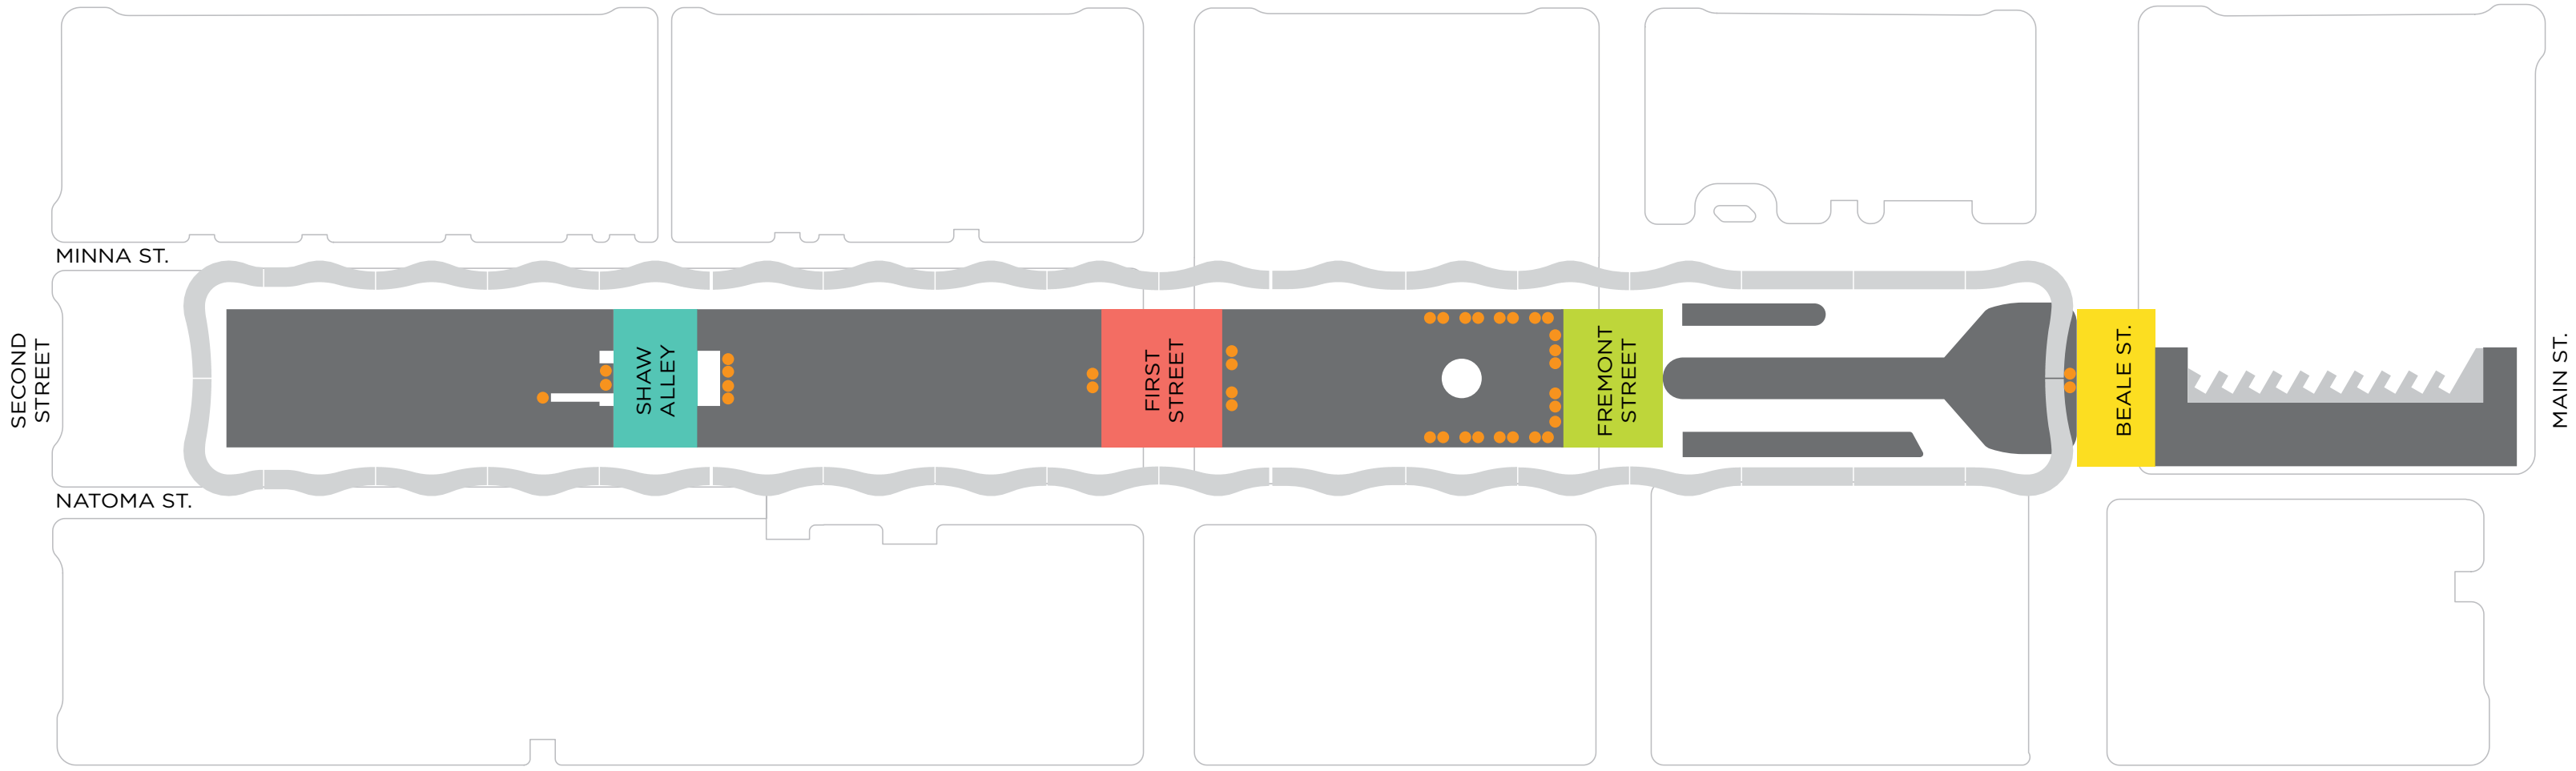 MINNA ST.
SECOND
STREET
SHAW
ALLEY
FIRST
STREET
FREMONT
STREET
BEALE ST.
MAIN ST.
NATOMA ST.